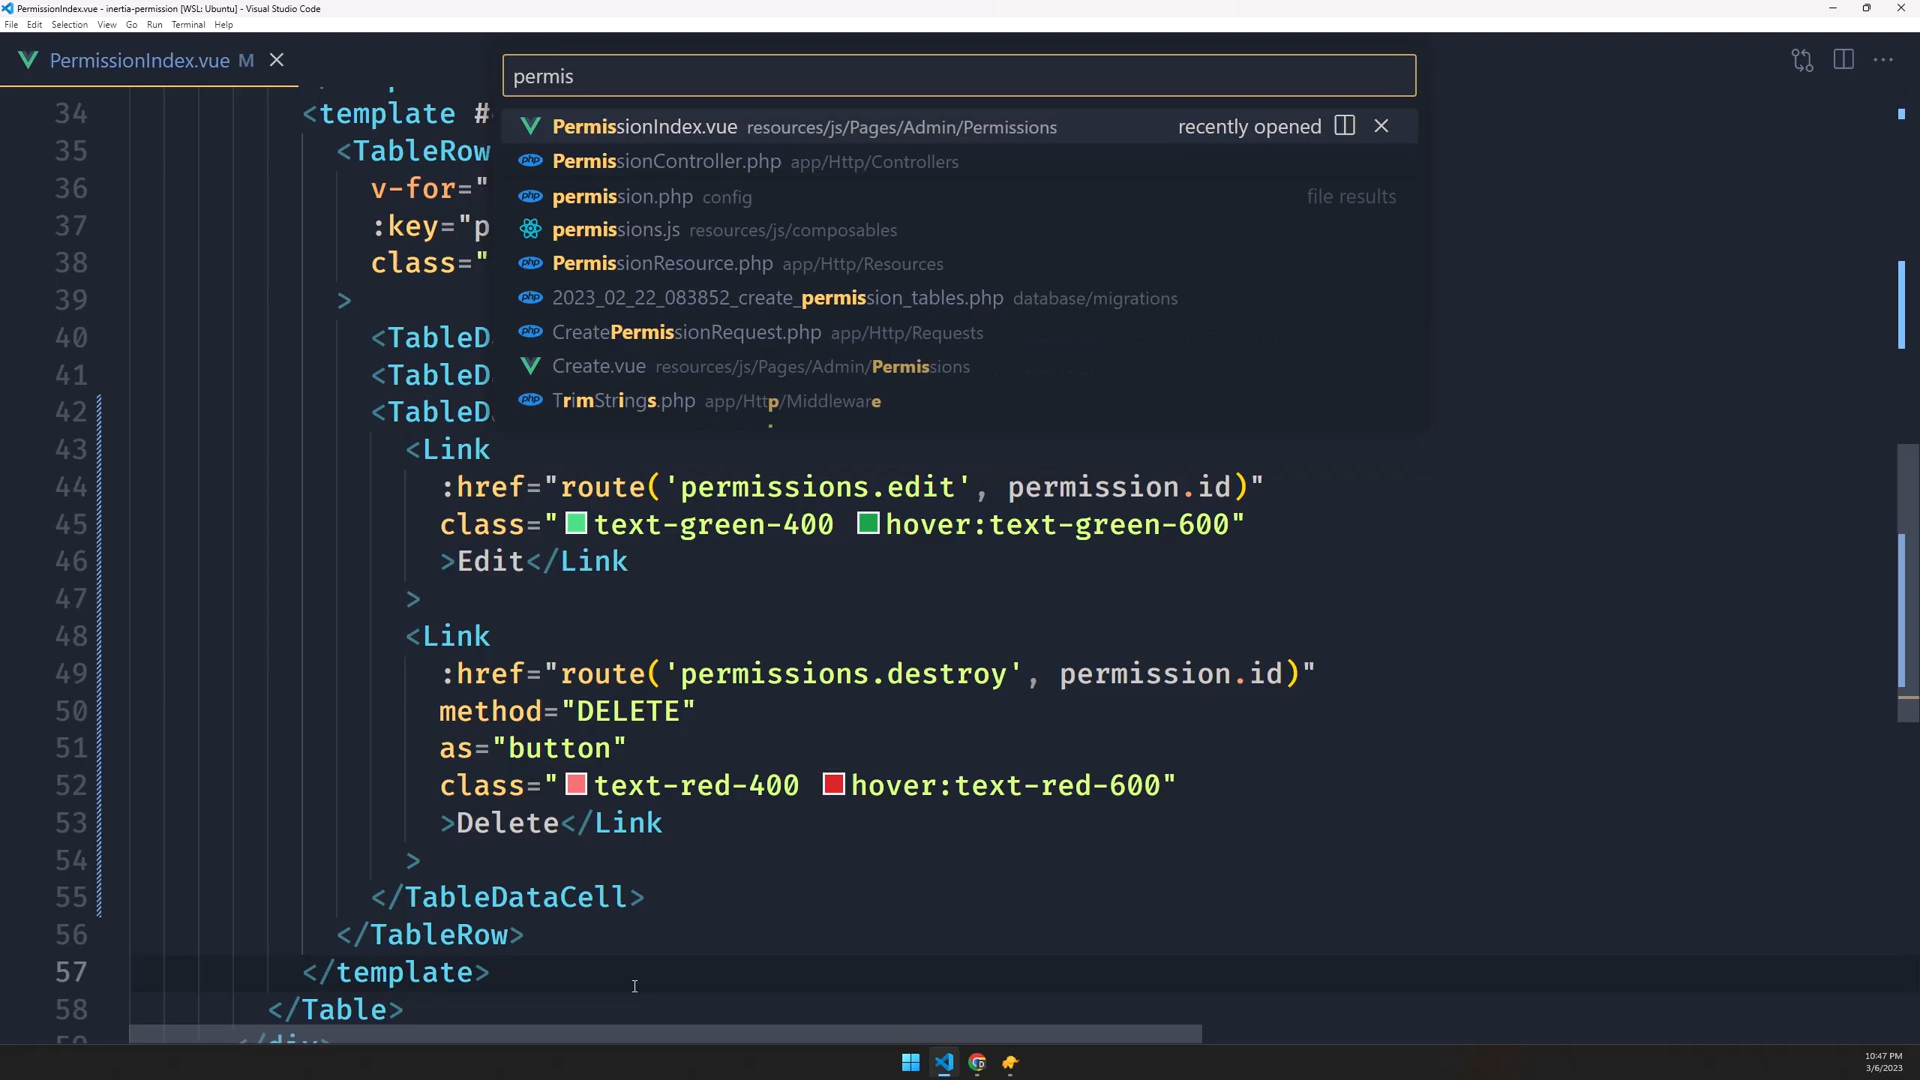 PermissionIndex.vue - inertia-permission [WSL: Ubuntu] - Visual Studio Code
File Edit Selection View Go Run Terminal Help
PermissionIndex.vue M
permis
PermissionIndex.vue resources/js/Pages/Admin/Permissions recently opened
PermissionController.php app/Http/Controllers
permission.php config file results
permissions.js resources/js/composables
PermissionResource.php app/Http/Resources
2023_02_22_083852_create_permission_tables.php database/migrations
CreatePermissionRequest.php app/Http/Requests
Create.vue resources/js/Pages/Admin/Permissions
TrimStrings.php app/Http/Middleware
34 <template #
35 <TableRow
36 v-for="
37 :key="p
38 class="
39 >
40 <TableD
41 <TableD
42 <TableD
43 <Link
44 :href="route('permissions.edit', permission.id)"
45 class="text-green-400 hover:text-green-600"
46 >Edit</Link
47 >
48 <Link
49 :href="route('permissions.destroy', permission.id)"
50 method="DELETE"
51 as="button"
52 class="text-red-400 hover:text-red-600"
53 >Delete</Link
54 >
55 </TableDataCell>
56 </TableRow>
57 </template>
58 </Table>
59 </div>
10:47 PM
3/6/2023